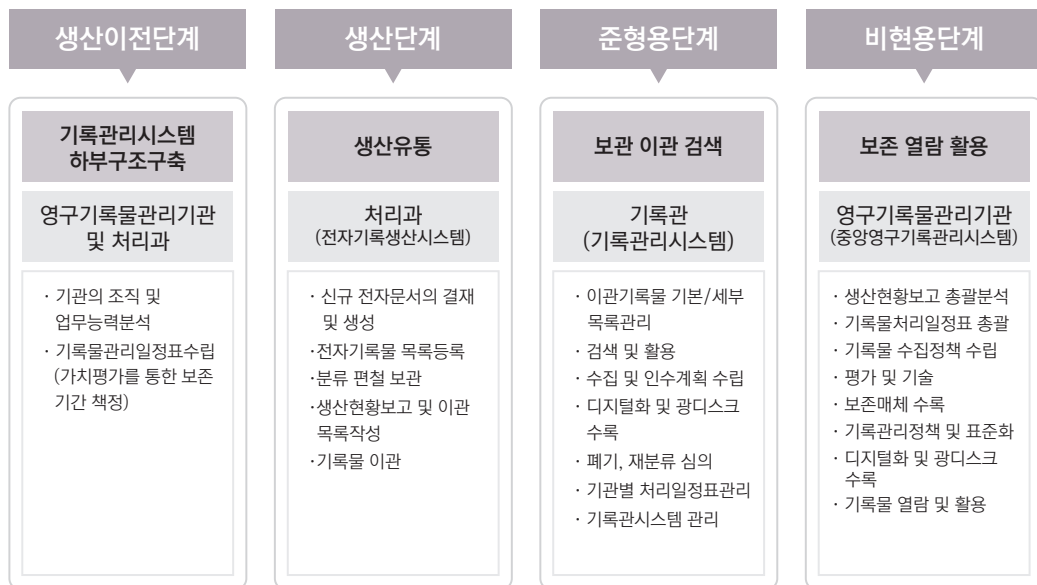 생산이전단계
기록관리시스템
하부구조구축
영구기록물관리기관
및 처리과
· 기관의 조직 및
업무능력분석
· 기록물관리일정표수립
(가치평가를 통한 보존
기간 책정)
생산단계
생산유통
처리과
(전자기록생산시스템)
· 신규 전자문서의 결재
및 생성
·전자기록물 목록등록
·분류 편철 보관
·생산현황보고 및 이관
목록작성
·기록물 이관
준형용단계
보관 이관 검색
기록관
(기록관리시스템)
· 이관기록물 기본/세부
목록관리
· 검색 및 활용
· 수집 및 인수계획 수립
· 디지털화 및 광디스크
수록
· 폐기, 재분류 심의
· 기관별 처리일정표관리
· 기록관시스템 관리
비현용단계
보존 열람 활용
영구기록물관리기관
(중앙영구기록관리시스템)
· 생산현황보고 총괄분석
· 기록물처리일정표 총괄
· 기록물 수집정책 수립
· 평가 및 기술
· 보존매체 수록
· 기록관리정책 및 표준화
· 디지털화 및 광디스크
수록
· 기록물 열람 및 활용